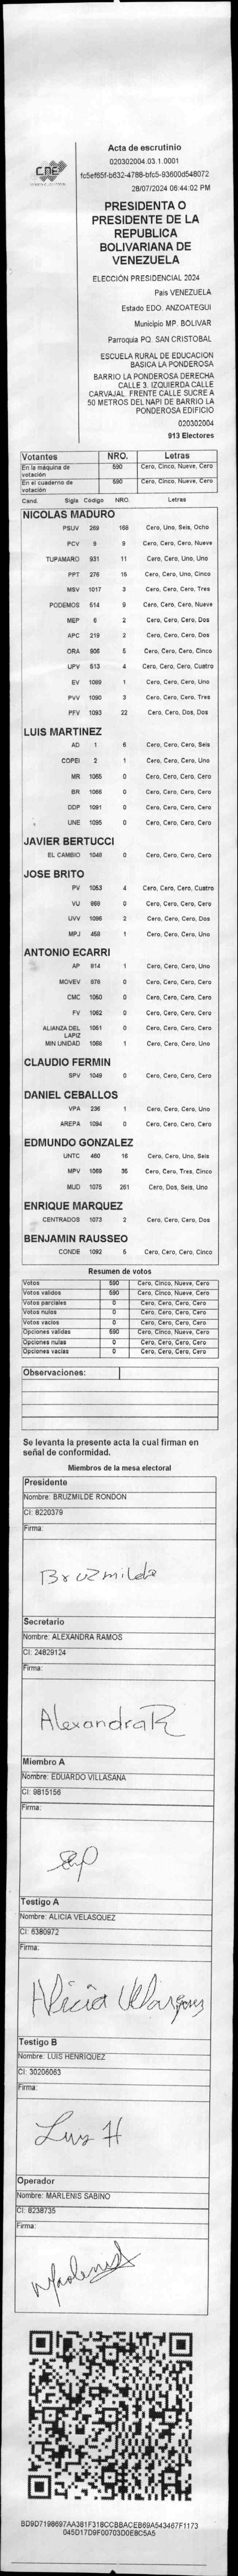 Acta de escrutinio
020302004.03.1.0001
fc5ef65f-b632-4788-bfc5-93600d548072
28/07/2024 06:44:02 PM
CNE
PRESIDENTA O
PRESIDENTE DE LA
REPUBLICA
BOLIVARIANA DE
VENEZUELA
ELECCIÓN PRESIDENCIAL 2024
Pais VENEZUELA
Estado EDO. ANZOATEGUI
Municipio MP. BOLIVAR
Parroquia PQ. SAN CRISTOBAL
ESCUELA RURAL DE EDUCACION
BASICA LA PONDEROSA
BARRIO LA PONDEROSA DERECHA
CALLE 3. IZQUIERDA CALLE
CARVAJAL. FRENTE CALLE SUCRE A
50 METROS DEL NAPI DE BARRIO LA
PONDEROSA EDIFICIO
020302004
913 Electores
Votantes NRO. Letras
En la máquina de votación 590 Cero, Cinco, Nueve, Cero
En el cuaderno de votación 590 Cero, Cinco, Nueve, Cero
Cand. Sigla Código NRO. Letras
NICOLAS MADURO
PSUV 269 168 Cero, Uno, Seis, Ocho
PCV 9 9 Cero, Cero, Cero, Nueve
TUPAMARO 931 11 Cero, Cero, Uno, Uno
PPT 276 15 Cero, Cero, Uno, Cinco
MSV 1017 3 Cero, Cero, Cero, Tres
PODEMOS 514 9 Cero, Cero, Cero, Nueve
MEP 6 2 Cero, Cero, Cero, Dos
APC 219 2 Cero, Cero, Cero, Dos
ORA 906 5 Cero, Cero, Cero, Cinco
UPV 513 4 Cero, Cero, Cero, Cuatro
EV 1089 1 Cero, Cero, Cero, Uno
PVV 1090 3 Cero, Cero, Cero, Tres
PFV 1093 22 Cero, Cero, Dos, Dos
LUIS MARTINEZ
AD 1 6 Cero, Cero, Cero, Seis
COPEI 2 1 Cero, Cero, Cero, Uno
MR 1065 0 Cero, Cero, Cero, Cero
BR 1066 0 Cero, Cero, Cero, Cero
DDP 1091 0 Cero, Cero, Cero, Cero
UNE 1095 0 Cero, Cero, Cero, Cero
JAVIER BERTUCCI
EL CAMBIO 1048 0 Cero, Cero, Cero, Cero
JOSE BRITO
PV 1053 4 Cero, Cero, Cero, Cuatro
VU 868 0 Cero, Cero, Cero, Cero
UVV 1096 2 Cero, Cero, Cero, Dos
MPJ 458 1 Cero, Cero, Cero, Uno
ANTONIO ECARRI
AP 814 1 Cero, Cero, Cero, Uno
MOVEV 978 0 Cero, Cero, Cero, Cero
CMC 1050 0 Cero, Cero, Cero, Cero
FV 1062 0 Cero, Cero, Cero, Cero
ALIANZA DEL LAPIZ 1051 0 Cero, Cero, Cero, Cero
MIN UNIDAD 1068 1 Cero, Cero, Cero, Uno
CLAUDIO FERMIN
SPV 1049 0 Cero, Cero, Cero, Cero
DANIEL CEBALLOS
VPA 236 1 Cero, Cero, Cero, Uno
AREPA 1094 0 Cero, Cero, Cero, Cero
EDMUNDO GONZALEZ
UNTC 460 16 Cero, Cero, Uno, Seis
MPV 1069 35 Cero, Cero, Tres, Cinco
MUD 1075 261 Cero, Dos, Seis, Uno
ENRIQUE MARQUEZ
CENTRADOS 1073 2 Cero, Cero, Cero, Dos
BENJAMIN RAUSSEO
CONDE 1092 5 Cero, Cero, Cero, Cinco
Resumen de votos
Votos 590 Cero, Cinco, Nueve, Cero
Votos validos 590 Cero, Cinco, Nueve, Cero
Votos parciales 0 Cero, Cero, Cero, Cero
Votos nulos 0 Cero, Cero, Cero, Cero
Votos vacios 0 Cero, Cero, Cero, Cero
Opciones validas 590 Cero, Cinco, Nueve, Cero
Opciones nulas 0 Cero, Cero, Cero, Cero
Opciones vacias 0 Cero, Cero, Cero, Cero
Observaciones:
Se levanta la presente acta la cual firman en
señal de conformidad.
Miembros de la mesa electoral
Presidente
Nombre: BRUZMILDE RONDON
CI: 8220379
Firma:
Bruzmilde
Secretario
Nombre: ALEXANDRA RAMOS
CI: 24829124
Firma:
Alexandra R
Miembro A
Nombre: EDUARDO VILLASANA
CI: 9815156
Firma:
Testigo A
Nombre: ALICIA VELASQUEZ
CI: 6380972
Firma:
Alicia Velasquez
Testigo B
Nombre: LUIS HENRIQUEZ
CI: 30206063
Firma:
Luis H
Operador
Nombre: MARLENIS SABINO
CI: 8238735
Firma:
Marlenis
BD9D7198697AA381F318CCBBACEB69A543467F1173
045D17D9F00703D0E8C5A5